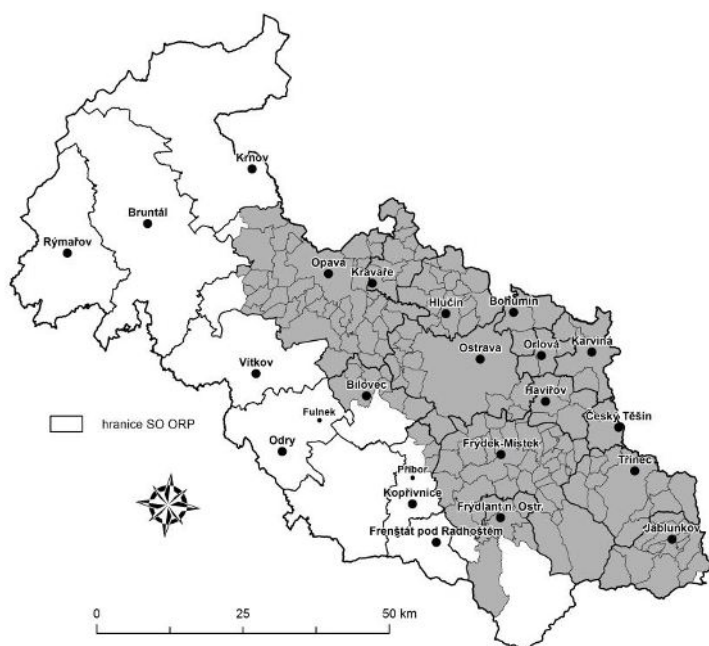 Krnov
Bruntál
Rýmařov
Opava
Kravaře
Hlučín
Bohumín
Ostrava
Orlová
Karviná
Vítkov
Bílovec
Havířov
Fulnek
Český Těšín
hranice SO ORP
Odry
Frýdek-Místek
Třinec
Příbor
Kopřivnice
Frýdlant n. Ostr.
Frenštát pod Radhoštěm
Jablunkov
0 25 50 km